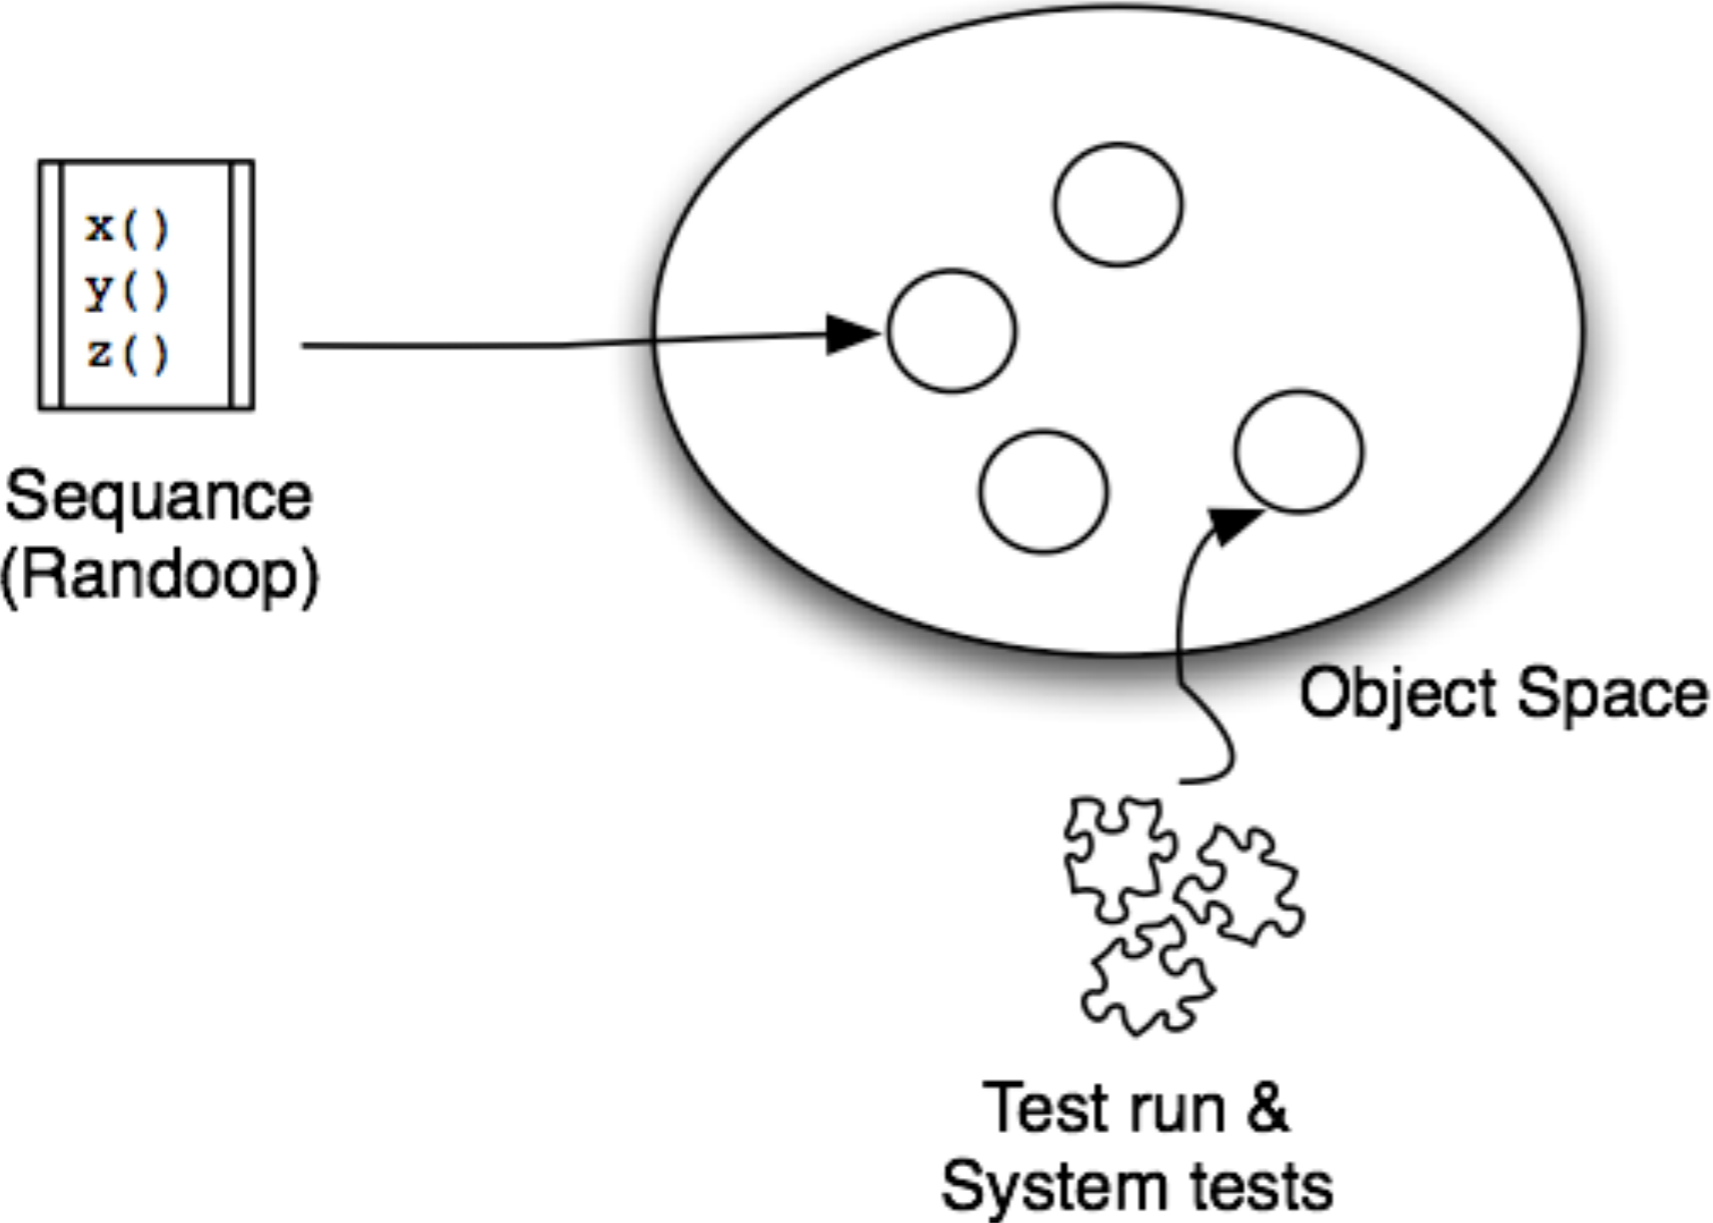 x()
y()
z()
Sequance
(Randoop)
Object Space
Test run &
System tests